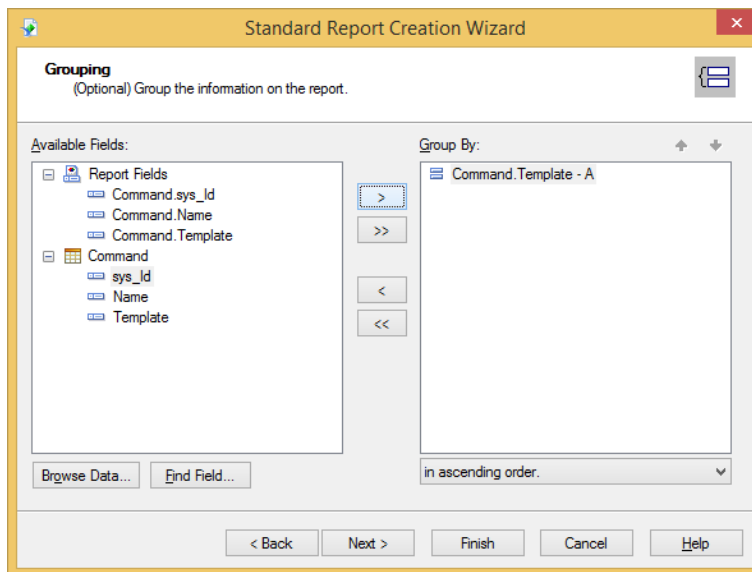 Standard Report Creation Wizard
Grouping
(Optional) Group the information on the report.
Available Fields:
Report Fields
Command.sys_Id
Command.Name
Command.Template
Command
sys_Id
Name
Template
>
>>
<
<<
Group By:
Command.Template - A
Browse Data...
Find Field...
in ascending order.
< Back
Next >
Finish
Cancel
Help